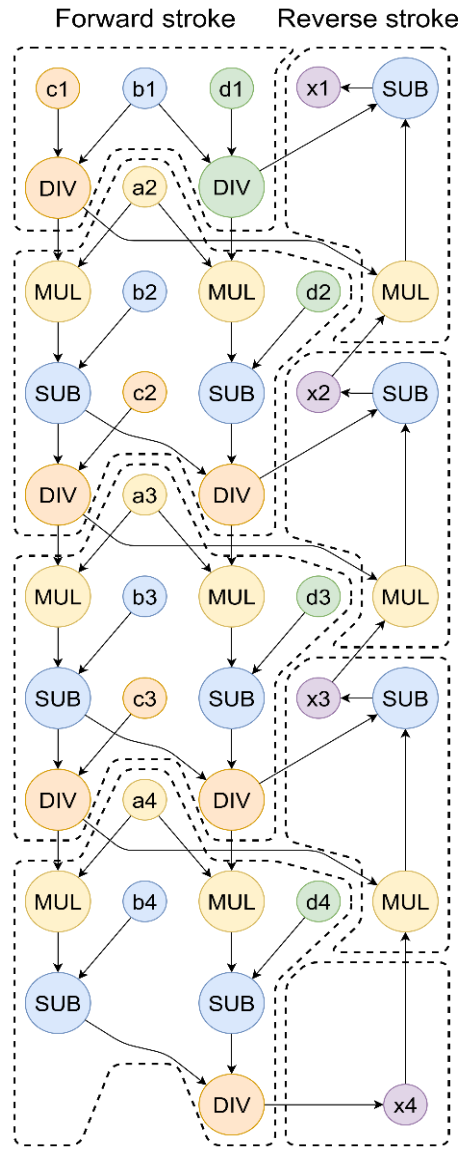 Forward stroke Reverse stroke
c1 b1 d1 x1 SUB
DIV a2 DIV
MUL MUL MUL
b2 d2
SUB c2 SUB x2 SUB
DIV a3 DIV
MUL b3 MUL d3 MUL
SUB c3 SUB x3 SUB
DIV a4 DIV
MUL b4 MUL d4 MUL
SUB SUB
DIV x4